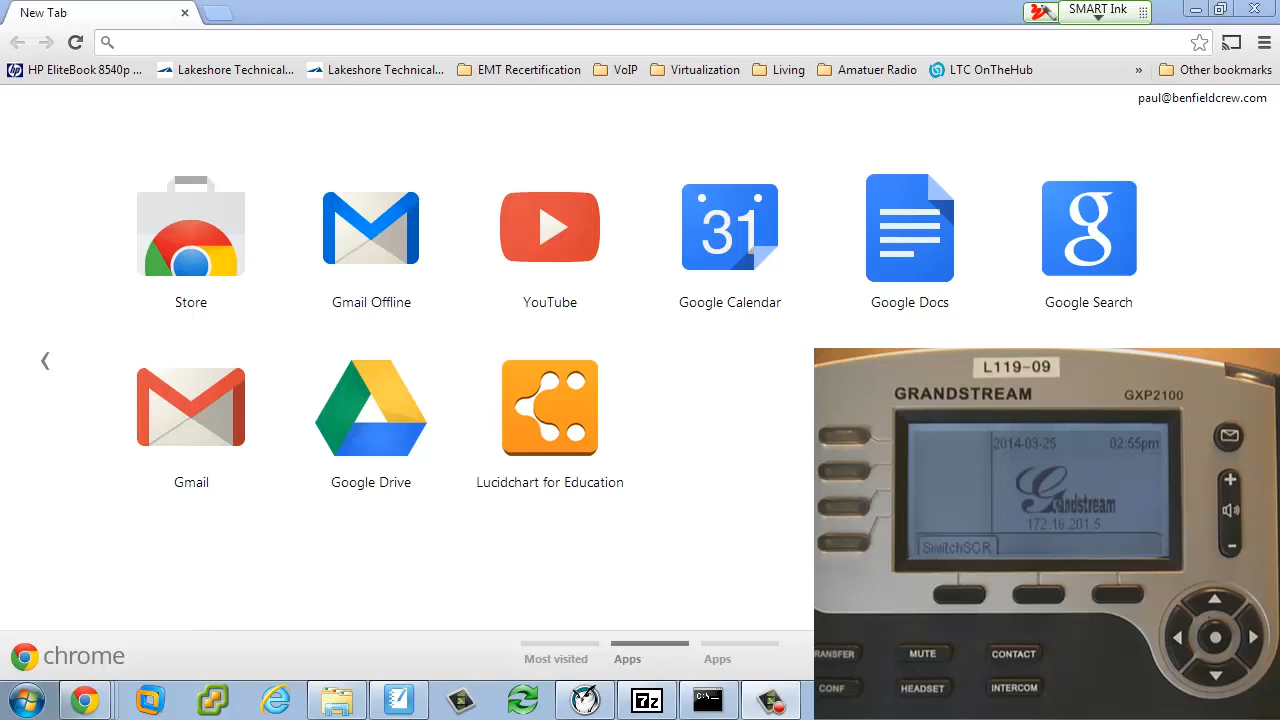 New Tab
SMART Ink
HP EliteBook 8540p ...
Lakeshore Technical...
Lakeshore Technical...
EMT Recertification
VoIP
Virtualization
Living
Amatuer Radio
LTC OnTheHub
»
Other bookmarks
paul@benfieldcrew.com
31
g
Store
Gmail Offline
YouTube
Google Calendar
Google Docs
Google Search
Gmail
Google Drive
Lucidchart for Education
L119-09
GRANDSTREAM
GXP2100
2014-03-25
02:55pm
Grandstream
172.16.201.5
SwitchSCR
TRANSFER
MUTE
CONTACT
CONF
HEADSET
INTERCOM
chrome
Most visited
Apps
Apps
7z
C:\